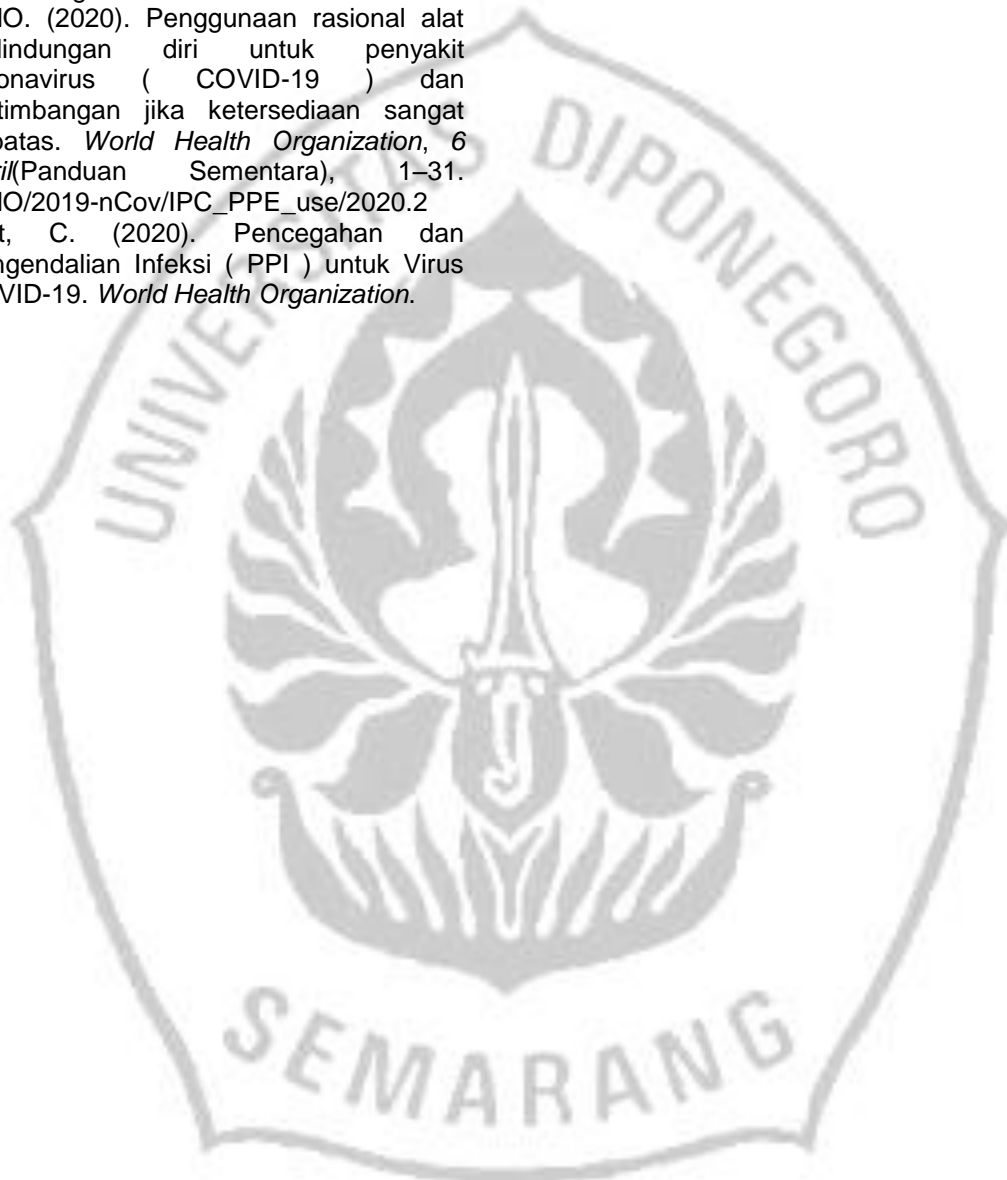 IO. (2020). Penggunaan rasional alat
lindungan diri untuk penyakit
onavirus ( COVID-19 ) dan
timbangan jika ketersediaan sangat
batas. World Health Organization, 6
ril(Panduan Sementara), 1–31.
IO/2019-nCov/IPC_PPE_use/2020.2
t, C. (2020). Pencegahan dan
ngendalian Infeksi ( PPI ) untuk Virus
VID-19. World Health Organization.
UNIVERSITAS DIPONEGORO
SEMARANG